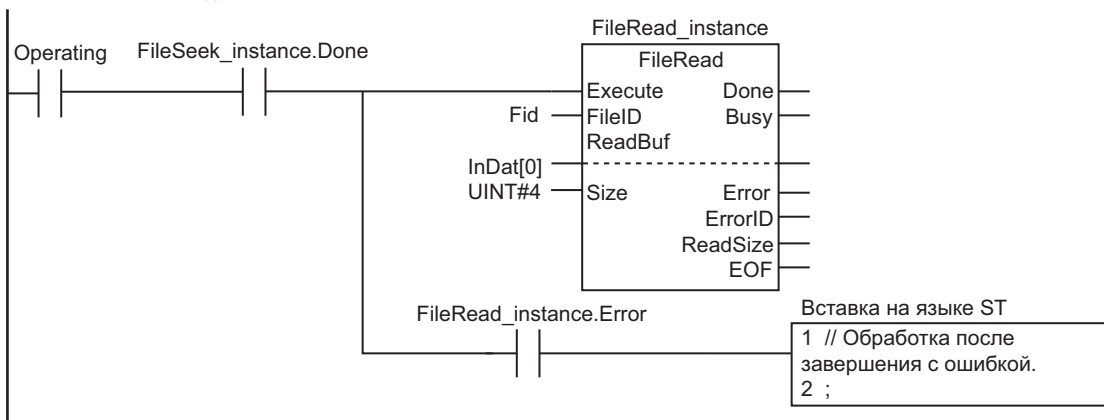 FileRead_instance
Operating
FileSeek_instance.Done
FileRead
Execute
Done
Fid
FileID
Busy
ReadBuf
InDat[0]
UINT#4
Size
Error
ErrorID
ReadSize
EOF
FileRead_instance.Error
Вставка на языке ST
1 // Обработка после
завершения с ошибкой.
2 ;